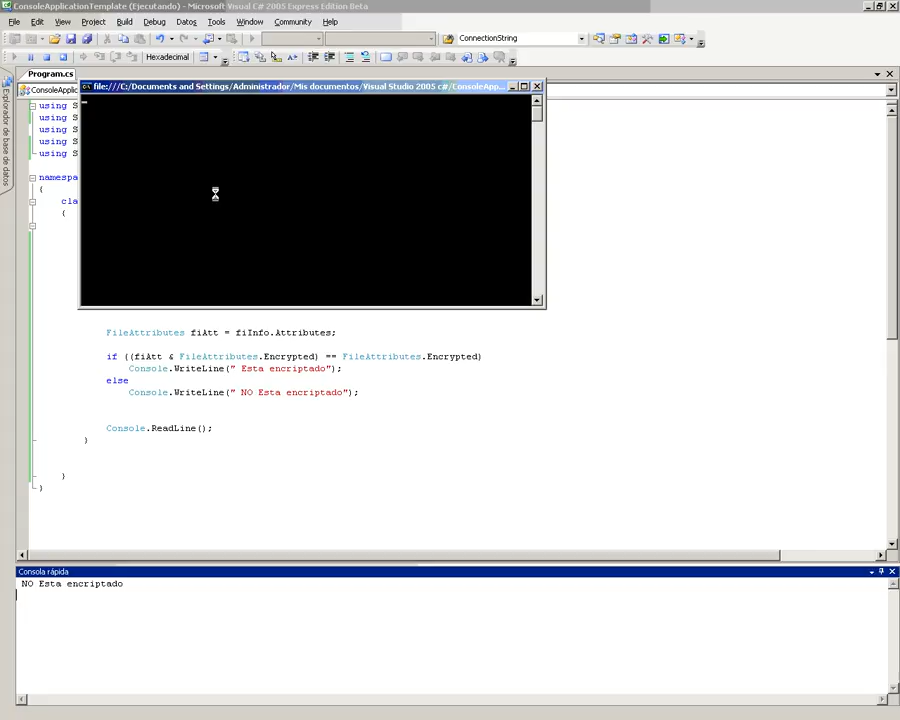 ConsoleApplicationTemplate (Ejecutando) - Microsoft Visual C# 2005 Express Edition Beta
File Edit View Project Build Debug Datos Tools Window Community Help
ConnectionString
Hexadecimal
Program.cs
ConsoleApplic
file:///C:/Documents and Settings/Administrador/Mis documentos/Visual Studio 2005 c#/ConsoleApp...
Explorador de base de datos
using S
using S
using S
using S
using S
namespa
{
cla
{
FileAttributes fiAtt = fiInfo.Attributes;
if ((fiAtt & FileAttributes.Encrypted) == FileAttributes.Encrypted)
Console.WriteLine(" Esta encriptado");
else
Console.WriteLine(" NO Esta encriptado");
Console.ReadLine();
}
}
}
Consola rápida
NO Esta encriptado